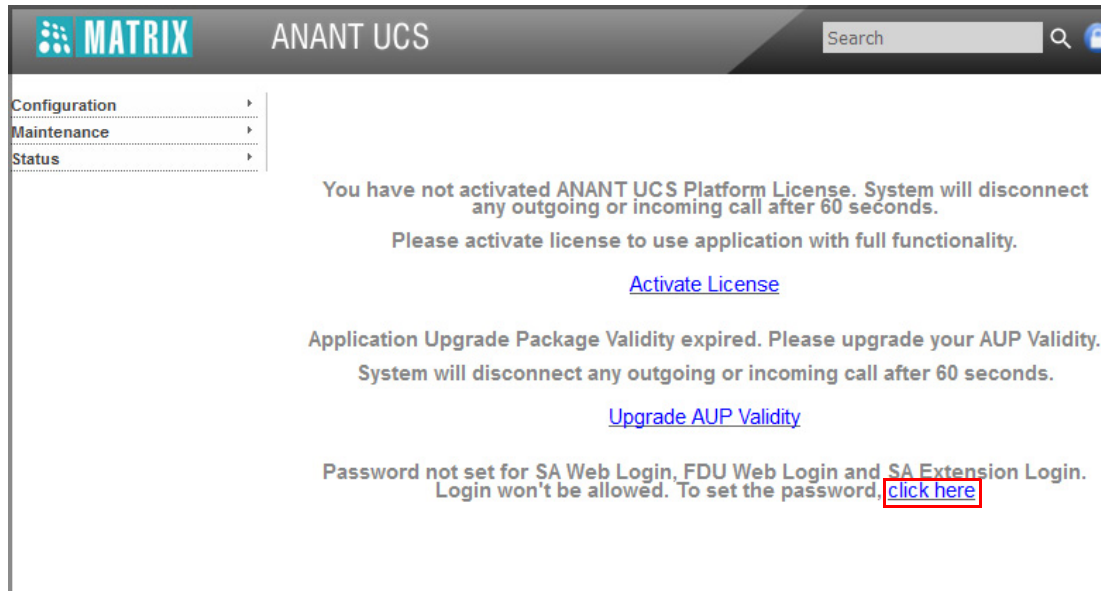 MATRIX ANANT UCS Search
Configuration
Maintenance
Status
You have not activated ANANT UCS Platform License. System will disconnect
any outgoing or incoming call after 60 seconds.
Please activate license to use application with full functionality.
Activate License
Application Upgrade Package Validity expired. Please upgrade your AUP Validity.
System will disconnect any outgoing or incoming call after 60 seconds.
Upgrade AUP Validity
Password not set for SA Web Login, FDU Web Login and SA Extension Login.
Login won't be allowed. To set the password, click here